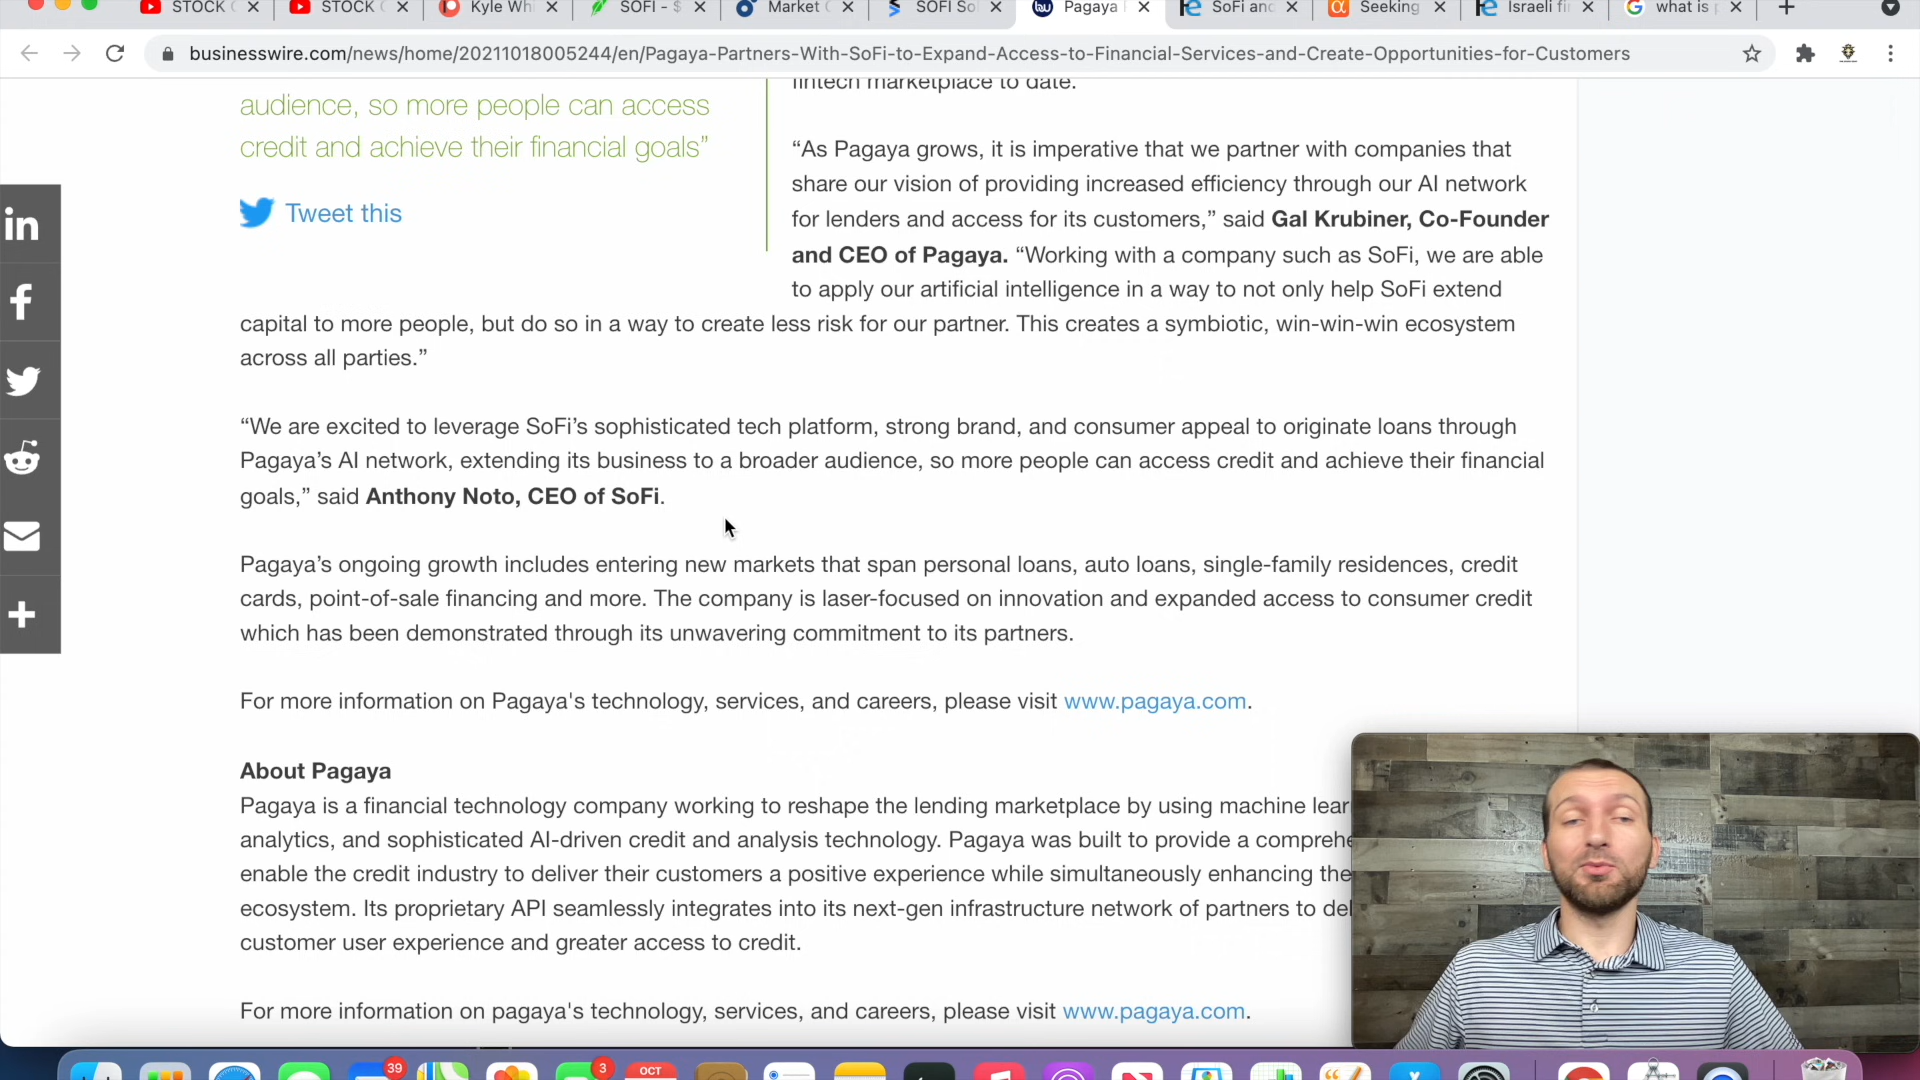 STOCK
STOCK
Kyle Whi
SOFI - $
Market
SOFI So
Pagaya
SoFi and
Seeking
Israeli fi
what is
businesswire.com/news/home/20211018005244/en/Pagaya-Partners-With-SoFi-to-Expand-Access-to-Financial-Services-and-Create-Opportunities-for-Customers
audience, so more people can access
credit and achieve their financial goals”
Tweet this
fintech marketplace to date.
“As Pagaya grows, it is imperative that we partner with companies that
share our vision of providing increased efficiency through our AI network
for lenders and access for its customers,” said Gal Krubiner, Co-Founder
and CEO of Pagaya. “Working with a company such as SoFi, we are able
to apply our artificial intelligence in a way to not only help SoFi extend
capital to more people, but do so in a way to create less risk for our partner. This creates a symbiotic, win-win-win ecosystem
across all parties.”
“We are excited to leverage SoFi’s sophisticated tech platform, strong brand, and consumer appeal to originate loans through
Pagaya’s AI network, extending its business to a broader audience, so more people can access credit and achieve their financial
goals,” said Anthony Noto, CEO of SoFi.
Pagaya’s ongoing growth includes entering new markets that span personal loans, auto loans, single-family residences, credit
cards, point-of-sale financing and more. The company is laser-focused on innovation and expanded access to consumer credit
which has been demonstrated through its unwavering commitment to its partners.
For more information on Pagaya's technology, services, and careers, please visit www.pagaya.com.
About Pagaya
Pagaya is a financial technology company working to reshape the lending marketplace by using machine lear
analytics, and sophisticated AI-driven credit and analysis technology. Pagaya was built to provide a comprehe
enable the credit industry to deliver their customers a positive experience while simultaneously enhancing the
ecosystem. Its proprietary API seamlessly integrates into its next-gen infrastructure network of partners to del
customer user experience and greater access to credit.
For more information on pagaya's technology, services, and careers, please visit www.pagaya.com.
39
3
OCT